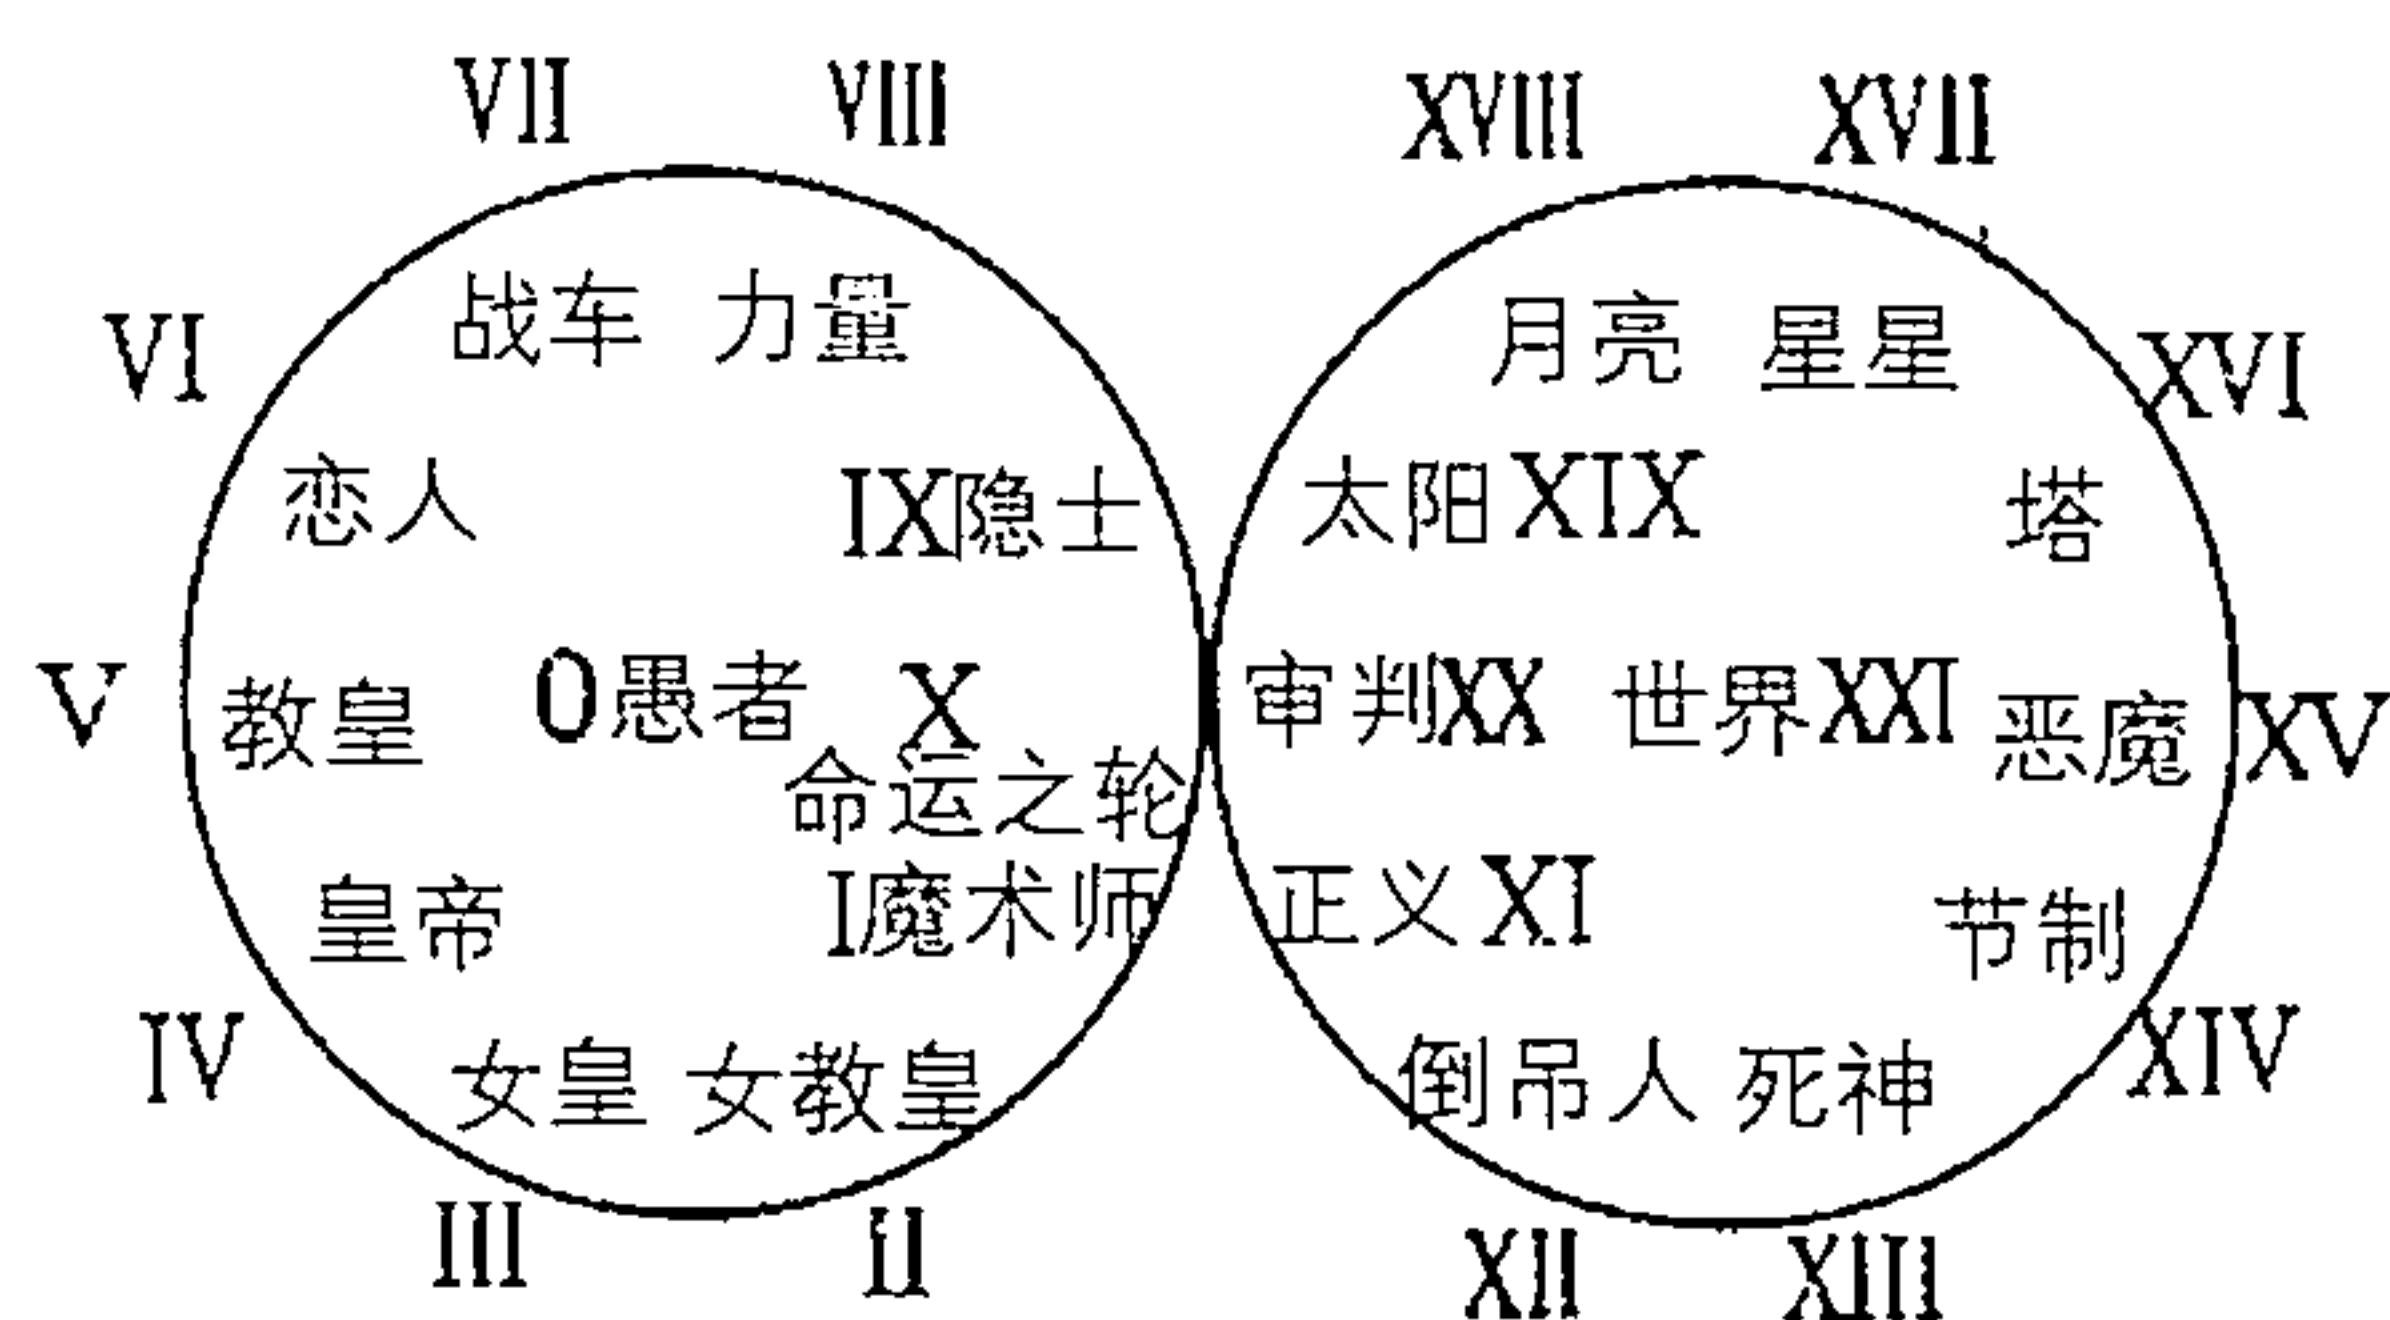 VII VIII XVIII XVII
战车 力量 月亮 星星
VI XVI
恋人 IX隐士 太阳XIX 塔
V 教皇 0愚者 X 审判XX 世界XXI 恶魔 XV
命运之轮
皇帝 I魔术师 正义XI 节制
IV 女皇 女教皇 倒吊人 死神 XIV
III II XII XIII